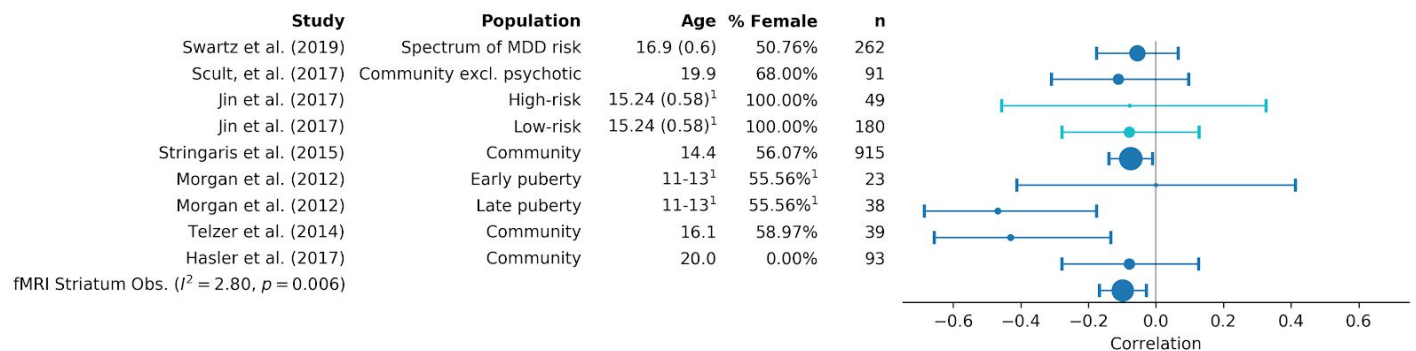 Study Population Age % Female n
Swartz et al. (2019) Spectrum of MDD risk 16.9 (0.6) 50.76% 262
Scult, et al. (2017) Community excl. psychotic 19.9 68.00% 91
Jin et al. (2017) High-risk 15.24 (0.58)¹ 100.00% 49
Jin et al. (2017) Low-risk 15.24 (0.58)¹ 100.00% 180
Stringaris et al. (2015) Community 14.4 56.07% 915
Morgan et al. (2012) Early puberty 11-13¹ 55.56%¹ 23
Morgan et al. (2012) Late puberty 11-13¹ 55.56%¹ 38
Telzer et al. (2014) Community 16.1 58.97% 39
Hasler et al. (2017) Community 20.0 0.00% 93
fMRI Striatum Obs. (I² = 2.80, p = 0.006)
−0.6 −0.4 −0.2 0.0 0.2 0.4 0.6
Correlation